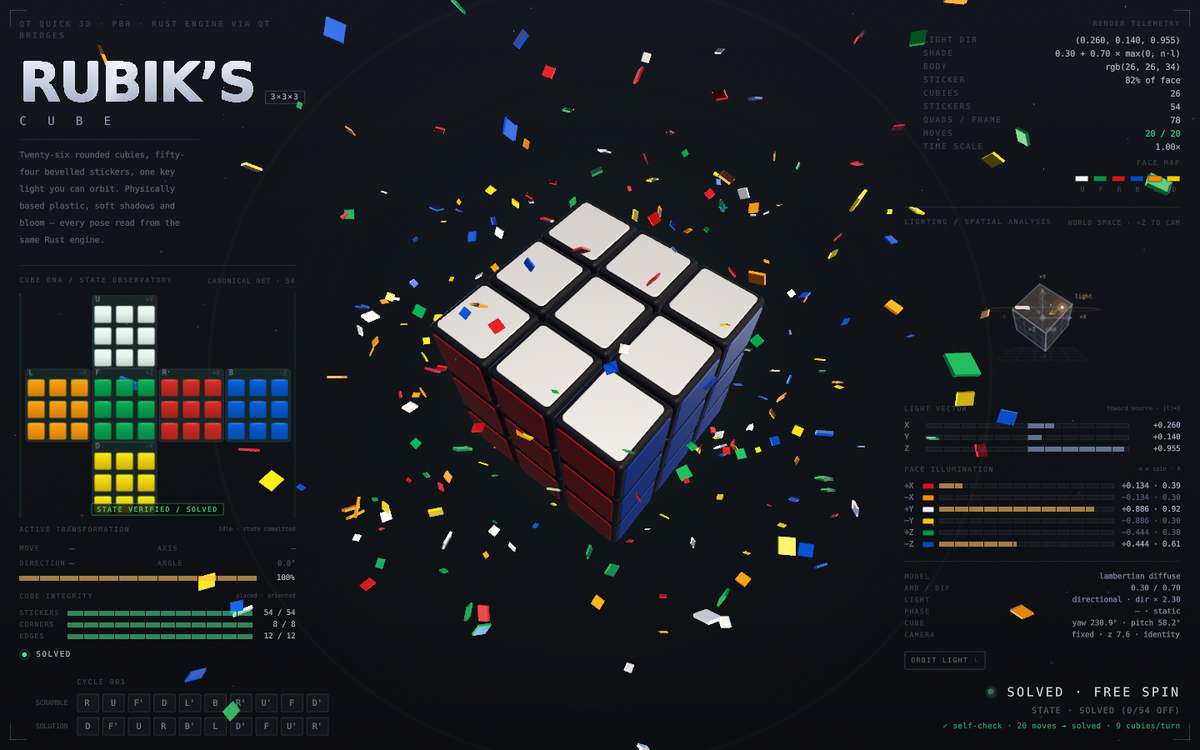 QT QUICK 3D · PBR · RUST ENGINE VIA QT
BRIDGES
RUBIK'S
3×3×3
C U B E
Twenty-six rounded cubies, fifty-
four bevelled stickers, one key
light you can orbit. Physically
based plastic, soft shadows and
bloom — every pose read from the
same Rust engine.
CUBE DNA / STATE OBSERVATORY
CANONICAL NET · 54
U +Y
L -X F +Z R' +X B -Z
D
STATE VERIFIED / SOLVED
ACTIVE TRANSFORMATION
idle · state committed
MOVE — AXIS —
DIRECTION — ANGLE 0.0°
100%
CUBE INTEGRITY
placed · oriented
STICKERS 54 / 54
CORNERS 8 / 8
EDGES 12 / 12
SOLVED
CYCLE 001
SCRAMBLE R U F' D L' B R' U' F D'
SOLUTION D F' U R B' L D' F U' R'
RENDER TELEMETRY
LIGHT DIR (0.260, 0.140, 0.955)
SHADE 0.30 + 0.70 × max(0, n·l)
BODY rgb(26, 26, 34)
STICKER 82% of face
CUBIES 26
STICKERS 54
QUADS / FRAME 78
MOVES 20 / 20
TIME SCALE 1.00×
FACE MAP
U F R B D
LIGHTING / SPATIAL ANALYSIS
WORLD SPACE · +Z TO CAM
+Y
light
+X
LIGHT VECTOR
toward source · |l|=1
X +0.260
Y +0.140
Z +0.955
FACE ILLUMINATION
+X +0.134 · 0.39
−X −0.134 · 0.30
+Y +0.886 · 0.92
−Y −0.886 · 0.30
+Z −0.444 · 0.30
−Z +0.444 · 0.61
MODEL lambertian diffuse
AMB / DIF 0.30 / 0.70
LIGHT directional · dir × 2.30
PHASE — · static
CUBE yaw 230.9° · pitch 58.2°
CAMERA fixed · z 7.6 · identity
ORBIT LIGHT
SOLVED · FREE SPIN
STATE · SOLVED (0/54 OFF)
✓ self-check · 20 moves → solved · 9 cubies/turn